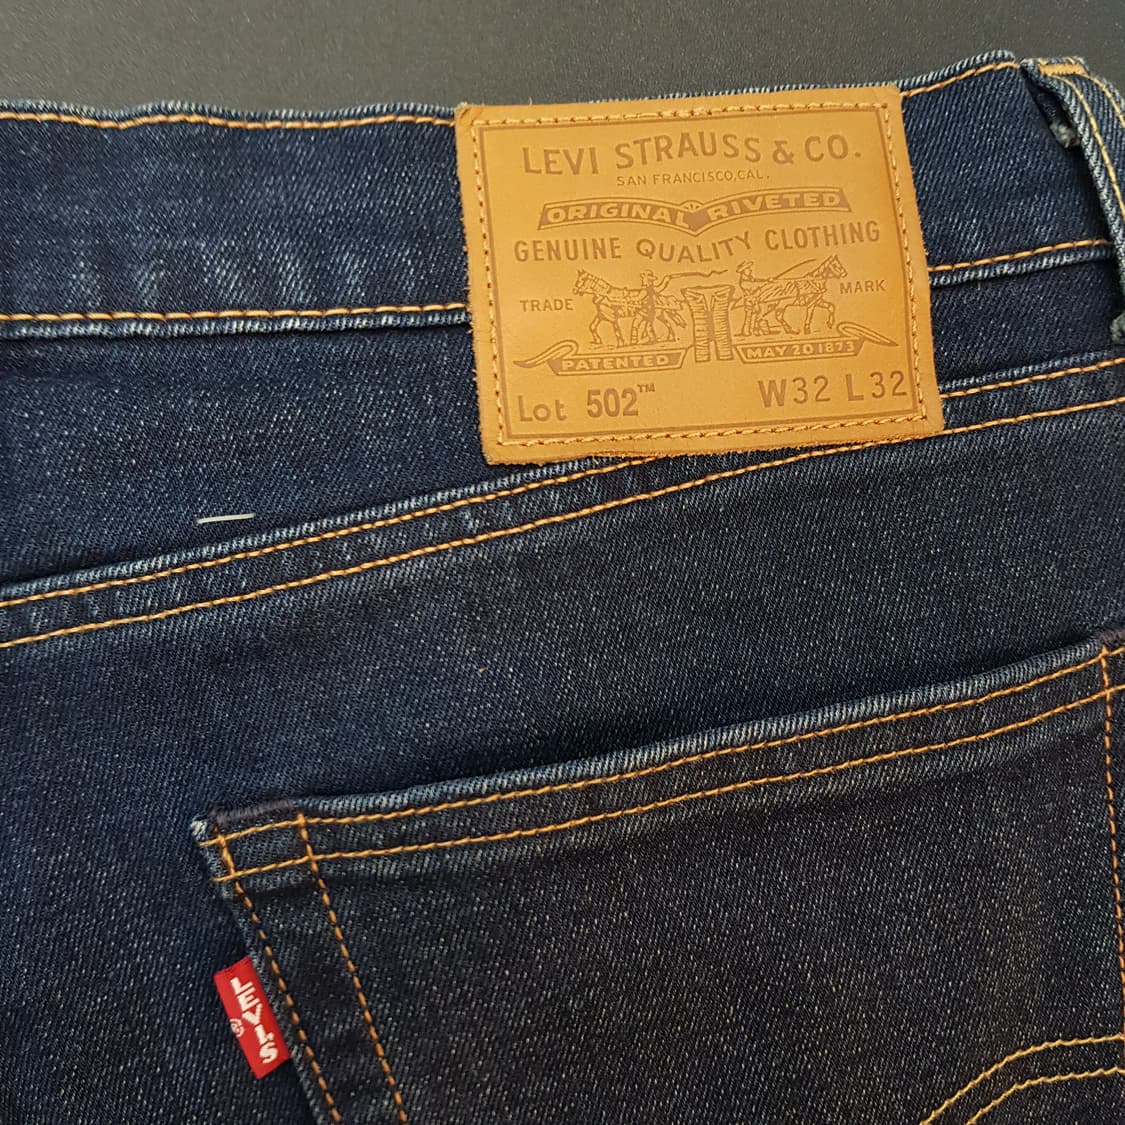 LEVI STRAUSS & CO.
SAN FRANCISCO, CAL.
ORIGINAL RIVETED
GENUINE QUALITY CLOTHING
TRADE MARK
PATENTED MAY 20 1873
Lot 502™ W32 L32
LEVI'S
®